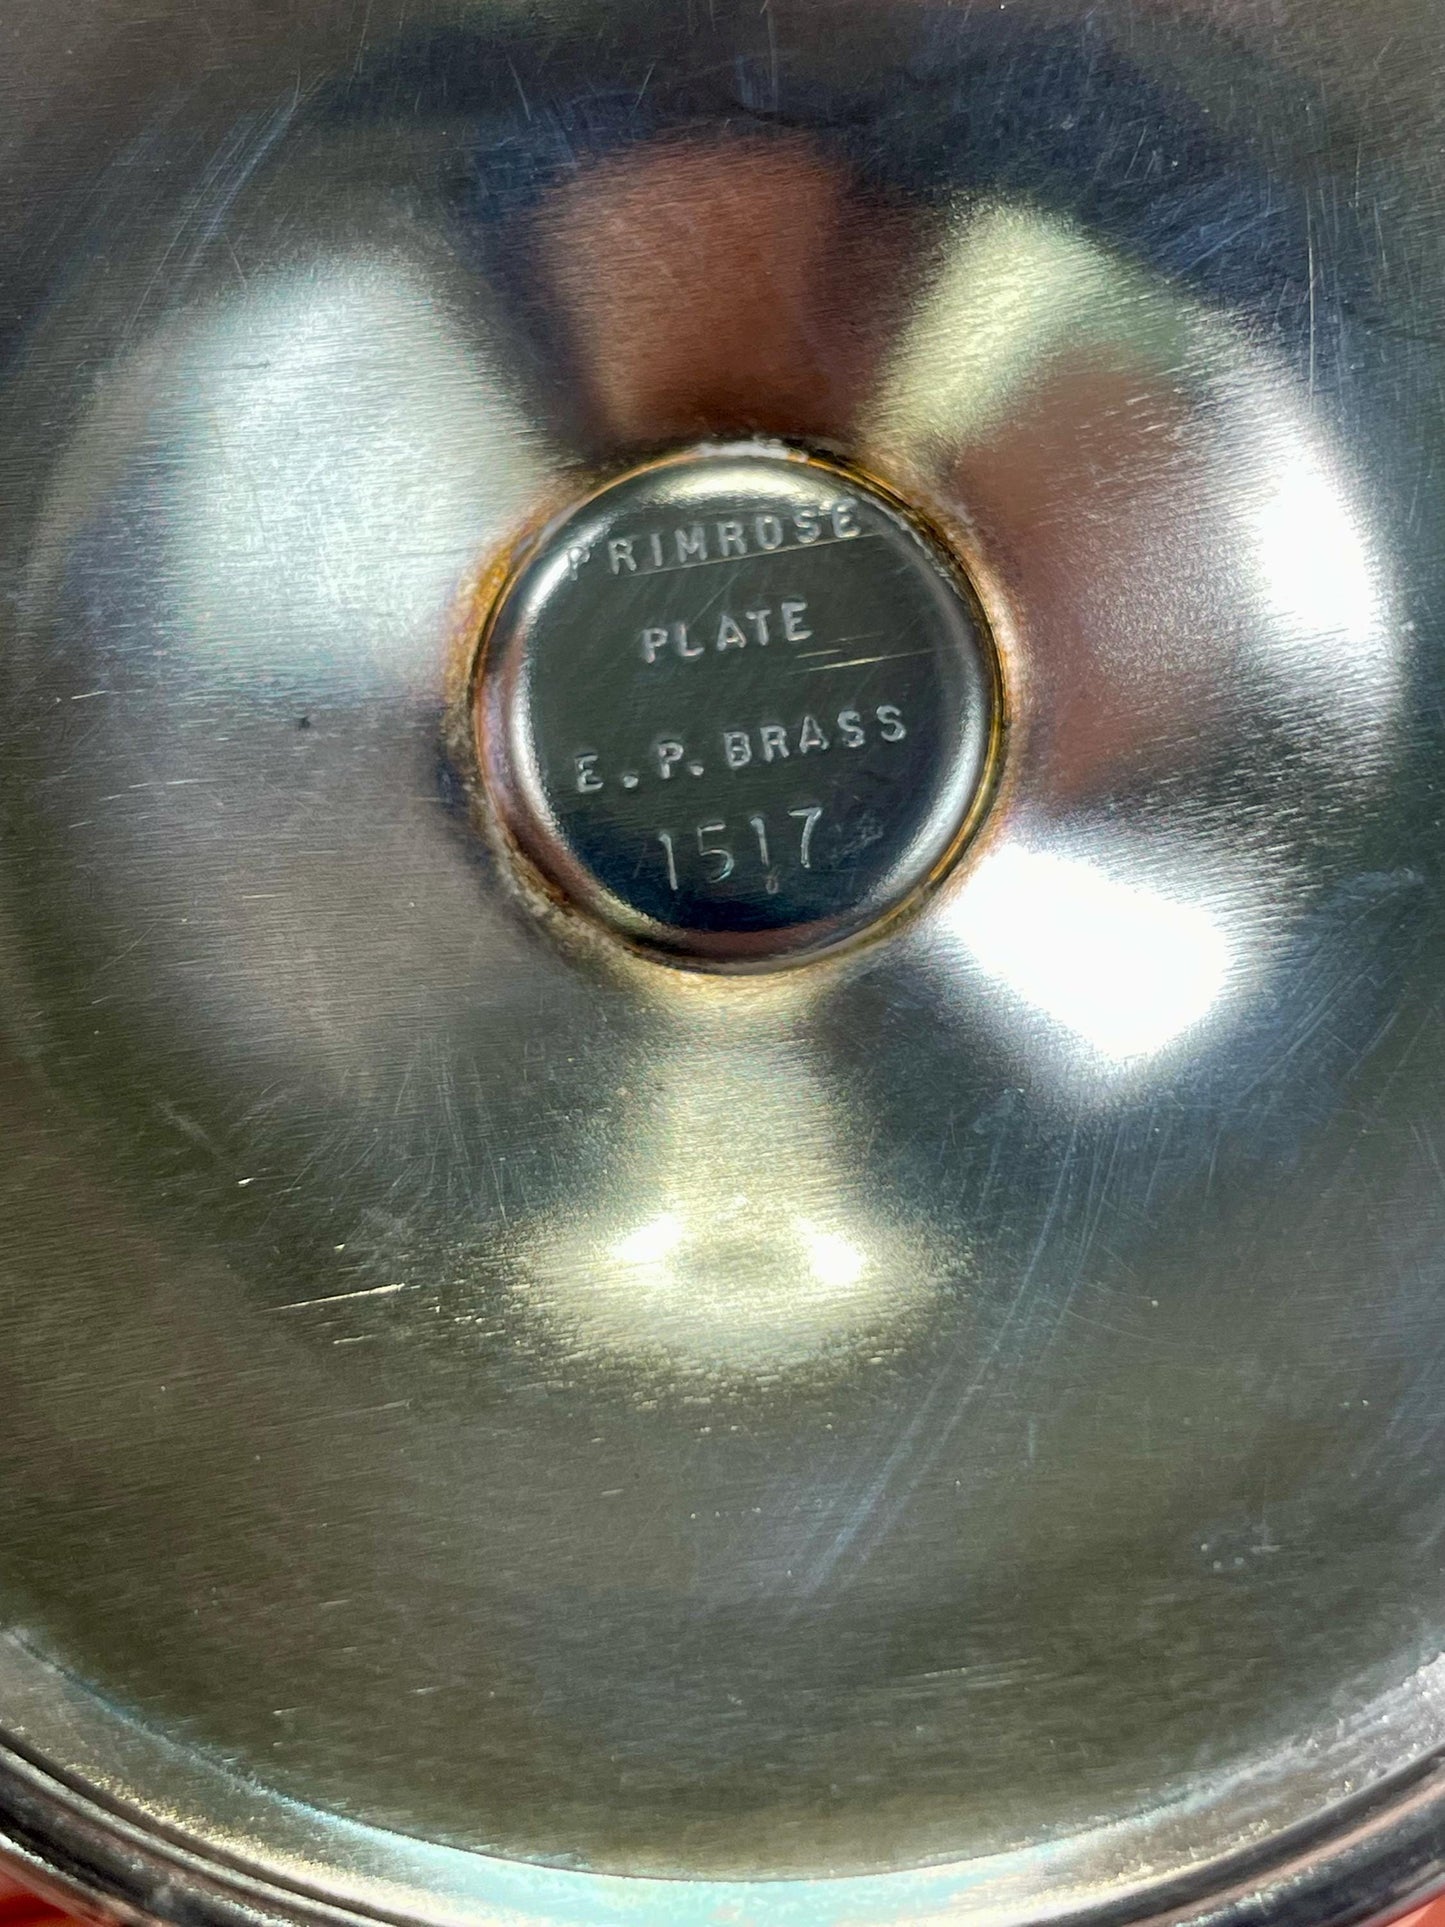 PRIMROSE
PLATE
E.P. BRASS
1517